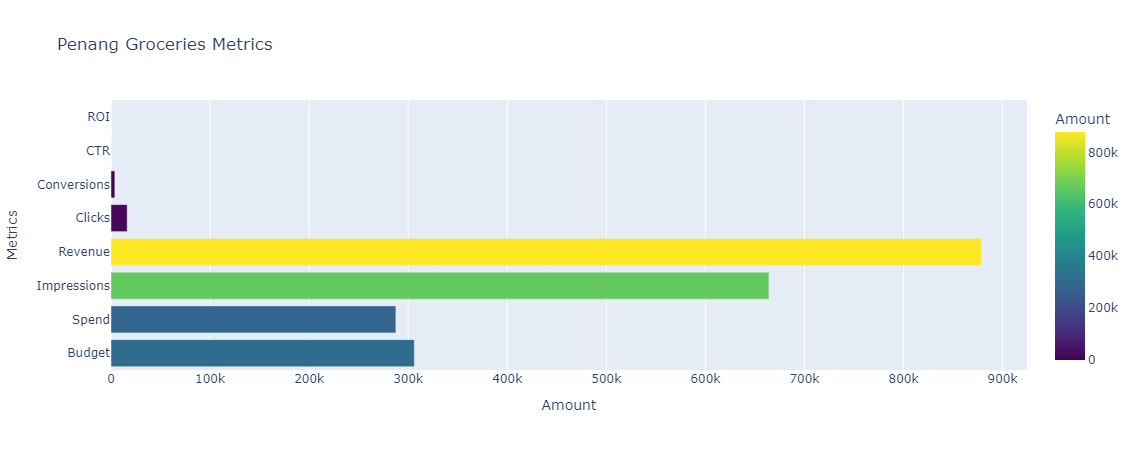 Penang Groceries Metrics
Metrics
ROI
CTR
Conversions
Clicks
Revenue
Impressions
Spend
Budget
0 100k 200k 300k 400k 500k 600k 700k 800k 900k
Amount
Amount
800k
600k
400k
200k
0